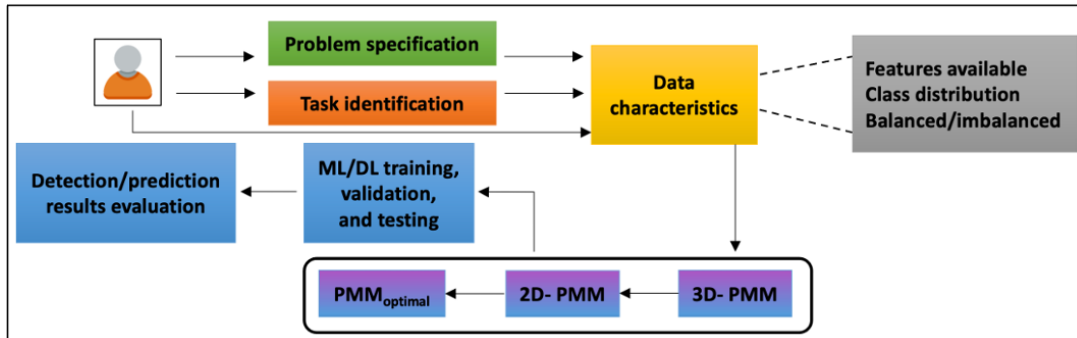 Problem specification
Task identification
Data
characteristics
Features available
Class distribution
Balanced/imbalanced
Detection/prediction
results evaluation
ML/DL training,
validation,
and testing
PMMoptimal
2D- PMM
3D- PMM